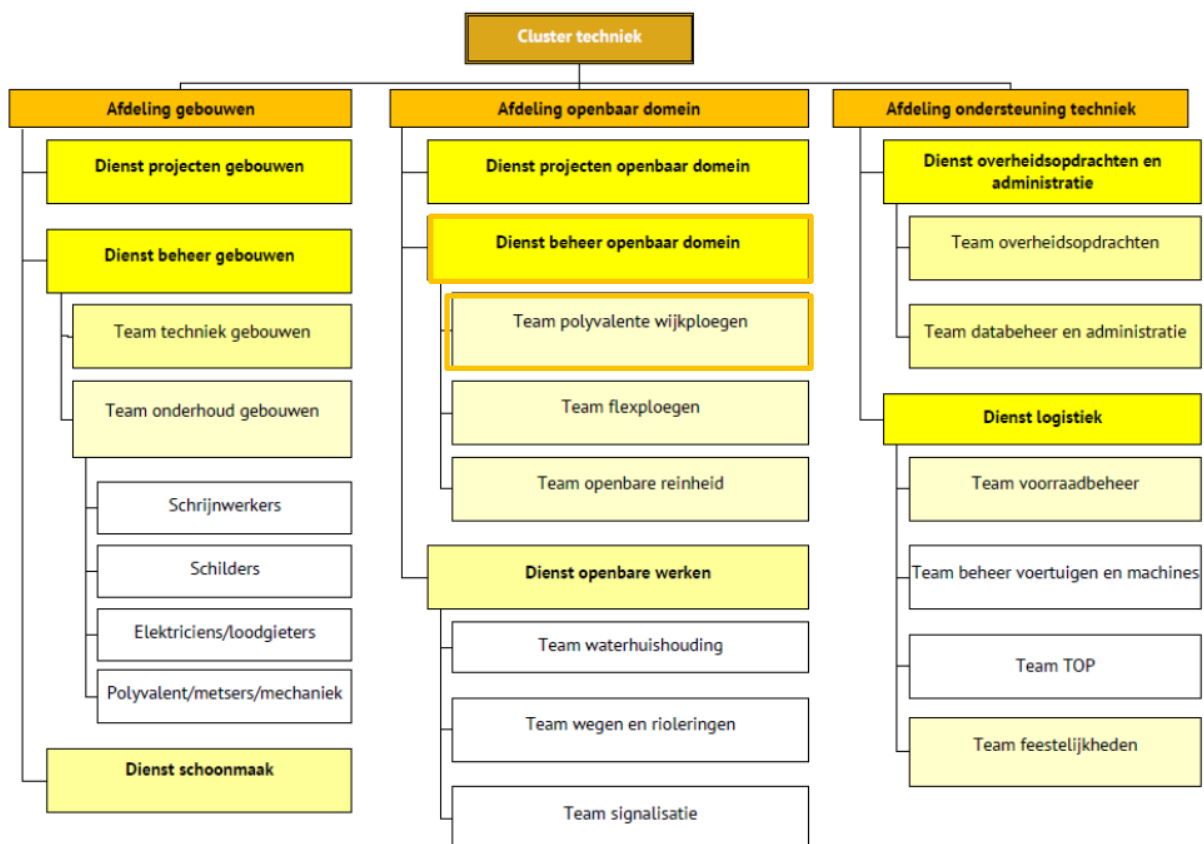 Cluster techniek
Afdeling gebouwen
Dienst projecten gebouwen
Dienst beheer gebouwen
Team techniek gebouwen
Team onderhoud gebouwen
Schrijnwerkers
Schilders
Elektriciens/loodgieters
Polyvalent/metsers/mechaniek
Dienst schoonmaak
Afdeling openbaar domein
Dienst projecten openbaar domein
Dienst beheer openbaar domein
Team polyvalente wijkploegen
Team flexploegen
Team openbare reinheid
Dienst openbare werken
Team waterhuishouding
Team wegen en rioleringen
Team signalisatie
Afdeling ondersteuning techniek
Dienst overheidsopdrachten en
administratie
Team overheidsopdrachten
Team databeheer en administratie
Dienst logistiek
Team voorraadbeheer
Team beheer voertuigen en machines
Team TOP
Team feestelijkheden